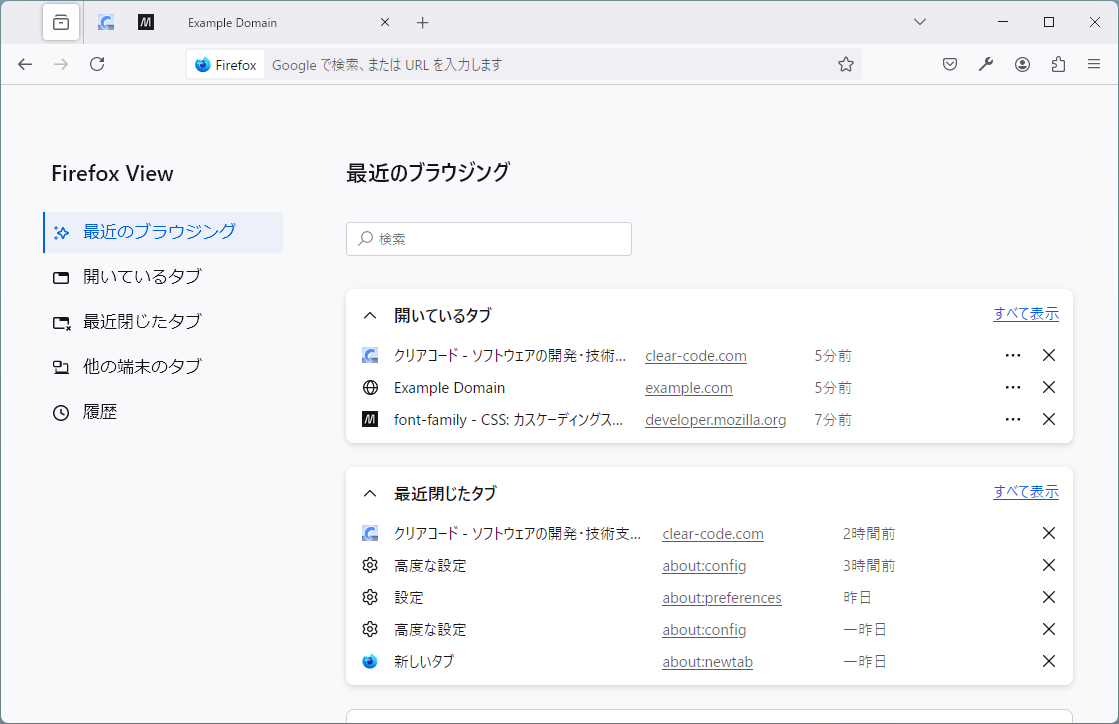 Example Domain
Firefox
Google で検索、または URL を入力します
Firefox View
最近のブラウジング
開いているタブ
最近閉じたタブ
他の端末のタブ
履歴
最近のブラウジング
検索
開いているタブ
すべて表示
クリアコード - ソフトウェアの開発・技術... clear-code.com 5分前
Example Domain example.com 5分前
font-family - CSS: カスケーディングス... developer.mozilla.org 7分前
最近閉じたタブ
すべて表示
クリアコード - ソフトウェアの開発・技術支... clear-code.com 2時間前
高度な設定 about:config 3時間前
設定 about:preferences 昨日
高度な設定 about:config 一昨日
新しいタブ about:newtab 一昨日